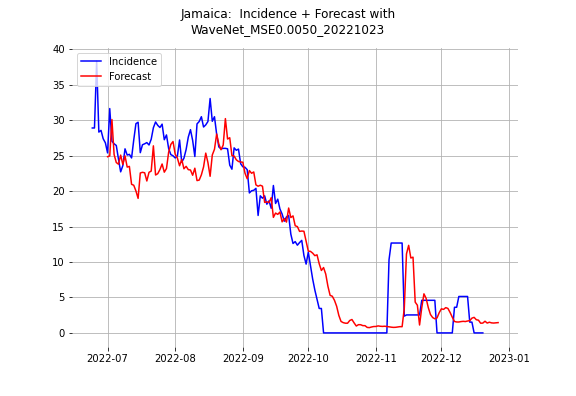 Jamaica:  Incidence + Forecast with
WaveNet_MSE0.0050_20221023
Incidence
Forecast
40
35
30
25
20
15
10
5
0
2022-07 2022-08 2022-09 2022-10 2022-11 2022-12 2023-01